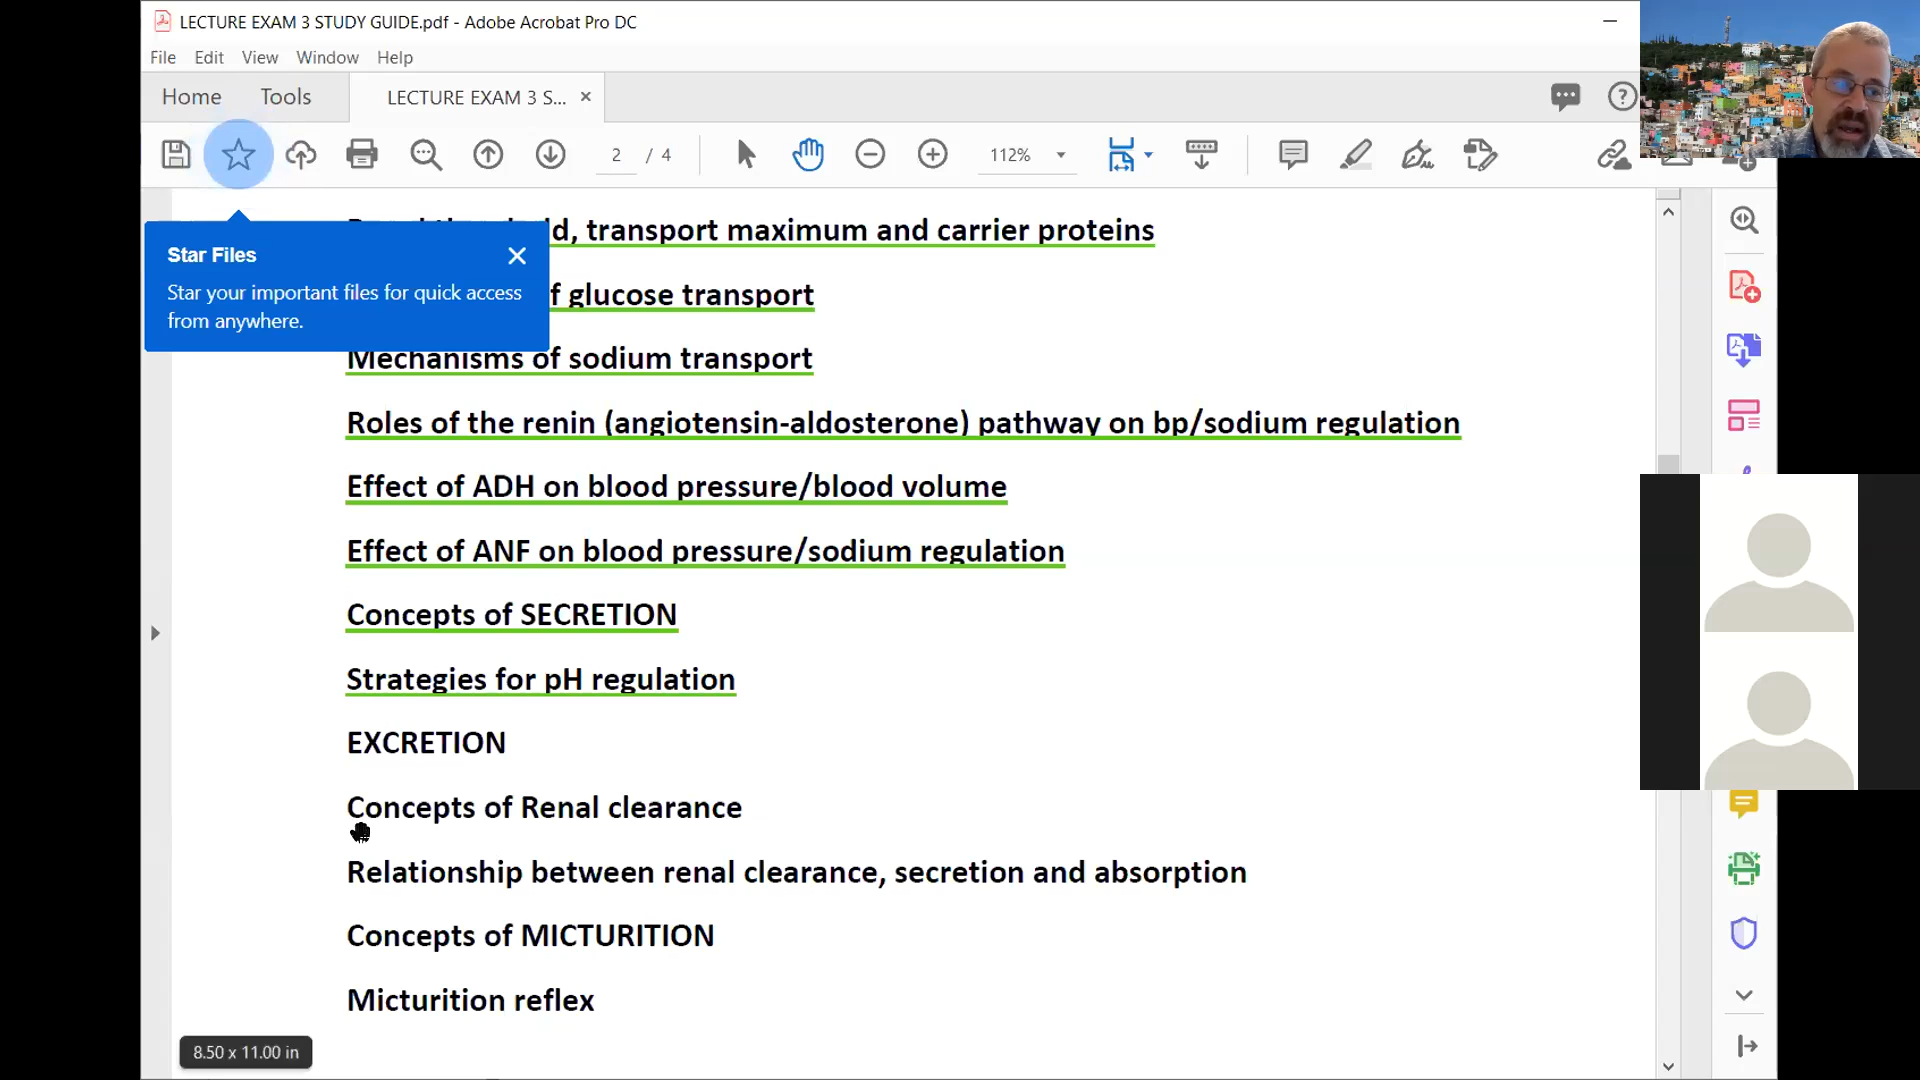 LECTURE EXAM 3 STUDY GUIDE.pdf - Adobe Acrobat Pro DC
File Edit View Window Help
Home Tools LECTURE EXAM 3 S...
2 / 4 112%
d, transport maximum and carrier proteins
Star Files
Star your important files for quick access
from anywhere.
f glucose transport
Mechanisms of sodium transport
Roles of the renin (angiotensin-aldosterone) pathway on bp/sodium regulation
Effect of ADH on blood pressure/blood volume
Effect of ANF on blood pressure/sodium regulation
Concepts of SECRETION
Strategies for pH regulation
EXCRETION
Concepts of Renal clearance
Relationship between renal clearance, secretion and absorption
Concepts of MICTURITION
Micturition reflex
8.50 x 11.00 in